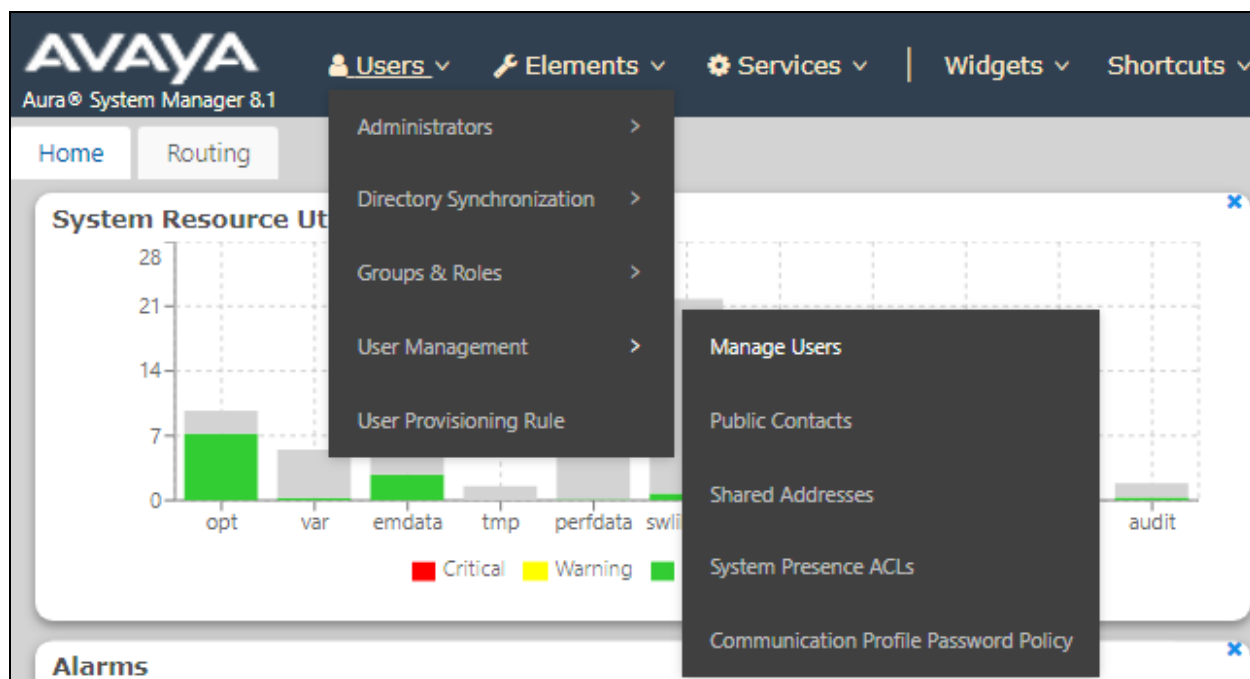 AVAYA
Aura® System Manager 8.1
Users
Elements
Services
Widgets
Shortcuts
Home
Routing
Administrators
Directory Synchronization
Groups & Roles
User Management
User Provisioning Rule
Manage Users
Public Contacts
Shared Addresses
System Presence ACLs
Communication Profile Password Policy
System Resource Ut
28
21
14
7
0
opt var emdata tmp perfdata swli audit
Critical Warning
Alarms